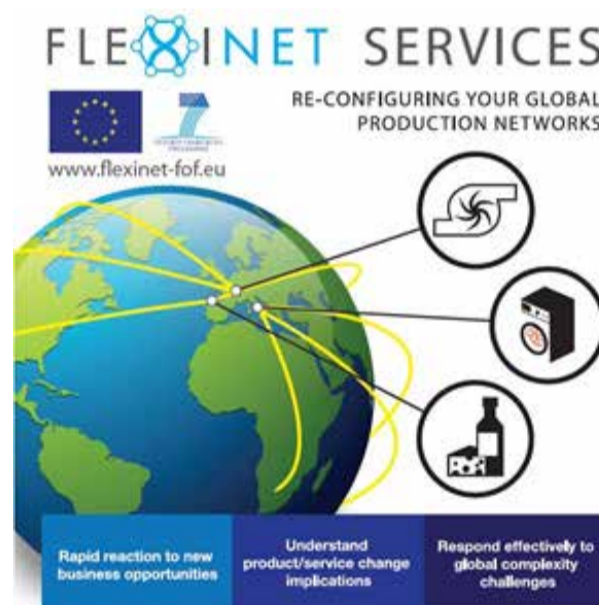 FLEXINET SERVICES
RE-CONFIGURING YOUR GLOBAL
PRODUCTION NETWORKS
7
www.flexinet-fof.eu
Rapid reaction to new
business opportunities
Understand
product/service change
implications
Respond effectively to
global complexity
challenges